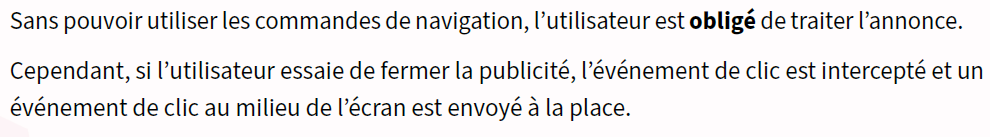 Sans pouvoir utiliser les commandes de navigation, l’utilisateur est obligé de traiter l’annonce.
Cependant, si l’utilisateur essaie de fermer la publicité, l’événement de clic est intercepté et un
événement de clic au milieu de l’écran est envoyé à la place.